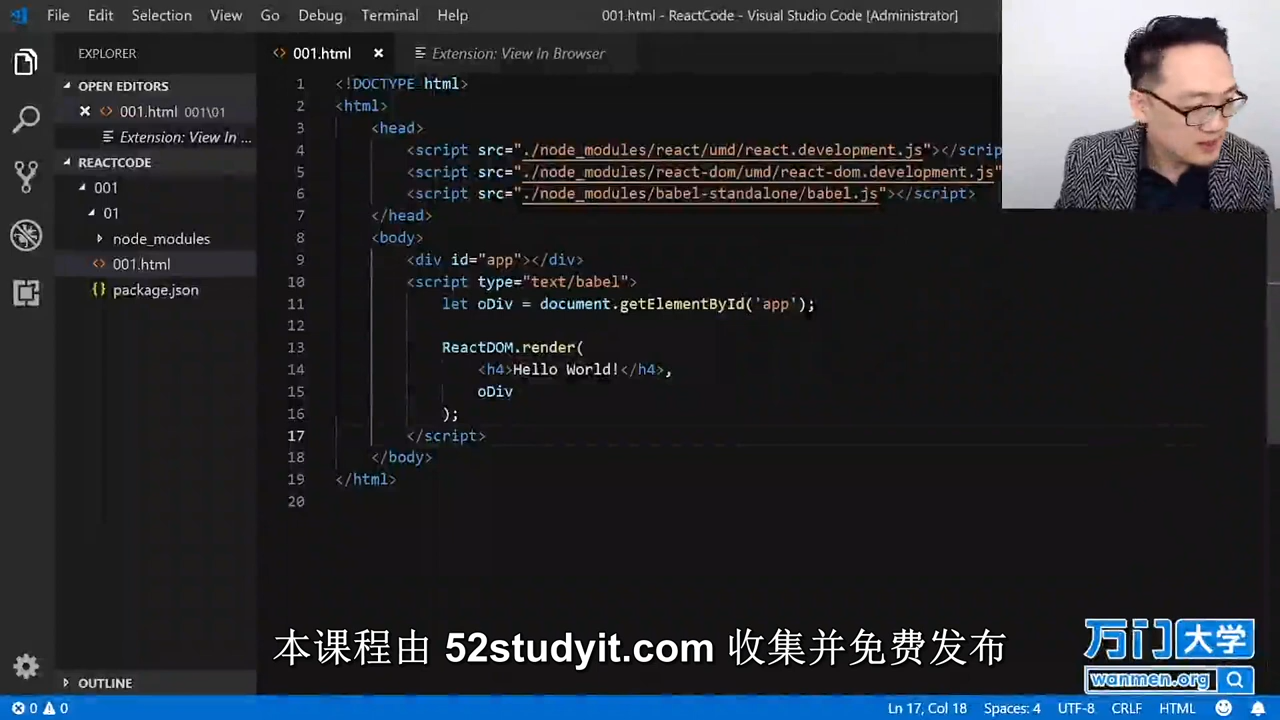 File Edit Selection View Go Debug Terminal Help
001.html - ReactCode - Visual Studio Code [Administrator]
EXPLORER
OPEN EDITORS
001.html 001\01
Extension: View In ...
REACTCODE
001
01
node_modules
001.html
package.json
OUTLINE
001.html
Extension: View In Browser
1 <!DOCTYPE html>
2 <html>
3 <head>
4 <script src="./node_modules/react/umd/react.development.js"></scrip
5 <script src="./node_modules/react-dom/umd/react-dom.development.js"
6 <script src="./node_modules/babel-standalone/babel.js"></script>
7 </head>
8 <body>
9 <div id="app"></div>
10 <script type="text/babel">
11 let oDiv = document.getElementById('app');
12
13 ReactDOM.render(
14 <h4>Hello World!</h4>,
15 oDiv
16 );
17 </script>
18 </body>
19 </html>
20
本课程由 52studyit.com 收集并免费发布
万门大学
wanmen.org
0 0
Ln 17, Col 18 Spaces: 4 UTF-8 CRLF HTML